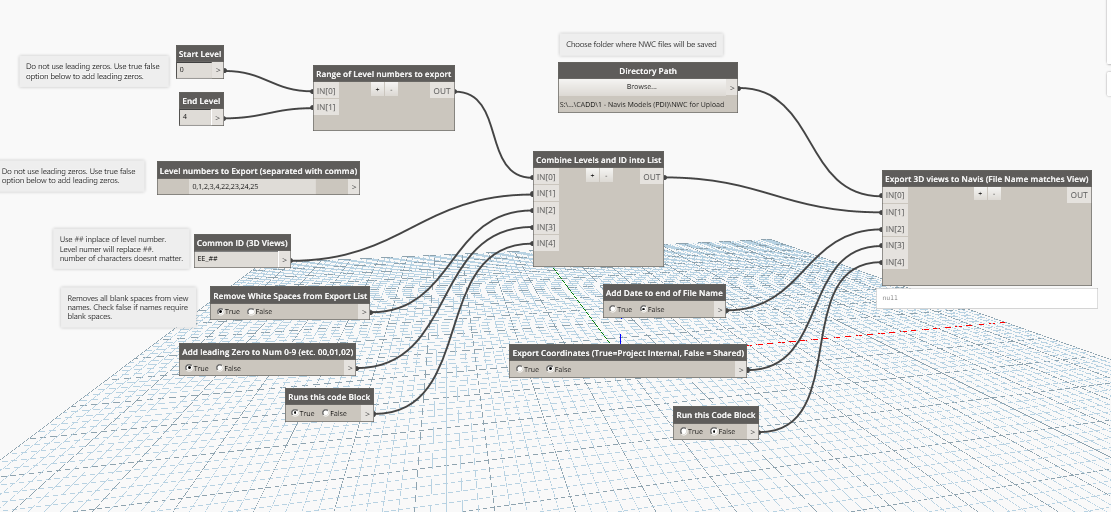 Choose folder where NWC files will be saved
Start Level
0
>
Do not use leading zeros. Use true false
option below to add leading zeros.
Range of Level numbers to export
IN[0]
+
-
OUT
IN[1]
Directory Path
Browse...
>
S:\...\CADD\1 - Navis Models (PDI)\NWC for Upload
End Level
4
>
Do not use leading zeros. Use true false
option below to add leading zeros.
Level numbers to Export (separated with comma)
0,1,2,3,4,22,23,24,25
>
Combine Levels and ID into List
IN[0]
+
-
OUT
IN[1]
IN[2]
IN[3]
IN[4]
Export 3D views to Navis (File Name matches View)
IN[0]
+
-
OUT
IN[1]
IN[2]
IN[3]
IN[4]
null
Use ## inplace of level number.
Level numer will replace ##.
number of characters doesnt matter.
Common ID (3D Views)
EE_##
>
Removes all blank spaces from view
names. Check false if names require
blank spaces.
Remove White Spaces from Export List
True
False
>
Add Date to end of File Name
True
False
>
Add leading Zero to Num 0-9 (etc. 00,01,02)
True
False
>
Export Coordinates (True=Project Internal, False = Shared)
True
False
>
Runs this code Block
True
False
>
Run this Code Block
True
False
>